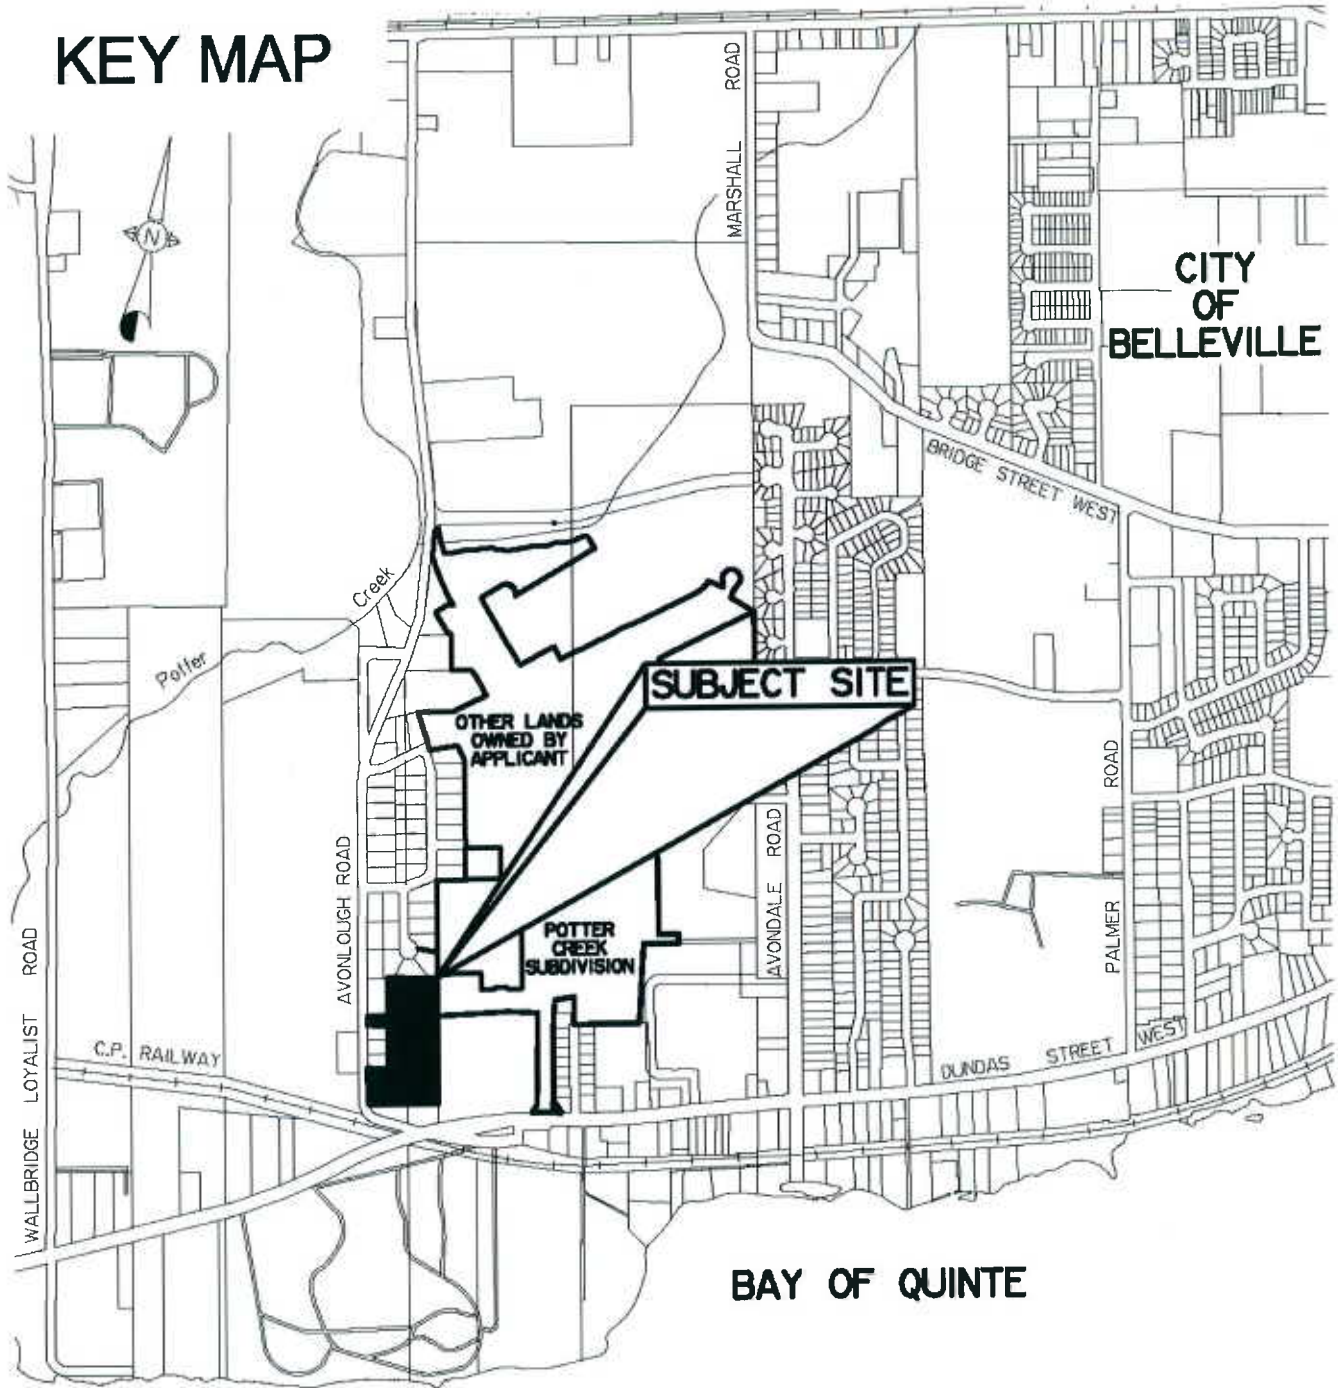 KEY MAP
MARSHALL ROAD
N
CITY
OF
BELLEVILLE
BRIDGE STREET WEST
Potter Creek
SUBJECT SITE
OTHER LANDS
OWNED BY
APPLICANT
AVONLOUGH ROAD
AVONDALE ROAD
PALMER ROAD
POTTER
CREEK
SUBDIVISION
WALLBRIDGE LOYALIST ROAD
C.P. RAILWAY
DUNDAS STREET WEST
BAY OF QUINTE